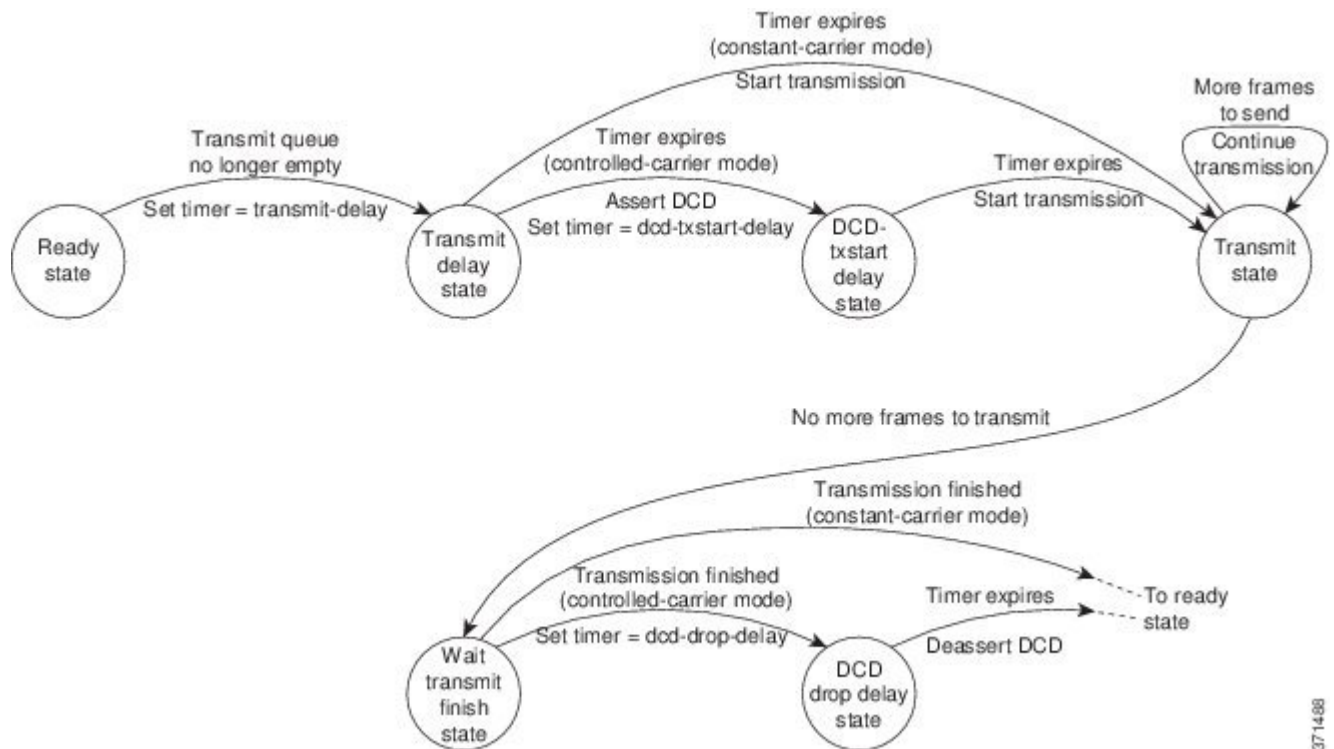 Timer expires
(constant-carrier mode)
Start transmission
More frames
to send
Continue
transmission
Transmit queue
no longer empty
Set timer = transmit-delay
Timer expires
(controlled-carrier mode)
Assert DCD
Set timer = dcd-txstart-delay
Timer expires
Start transmission
Ready
state
Transmit
delay
state
DCD-
txstart
delay
state
Transmit
state
No more frames to transmit
Transmission finished
(constant-carrier mode)
Transmission finished
(controlled-carrier mode)
Set timer = dcd-drop-delay
Timer expires
Deassert DCD
To ready
state
Wait
transmit
finish
state
DCD
drop delay
state
371488